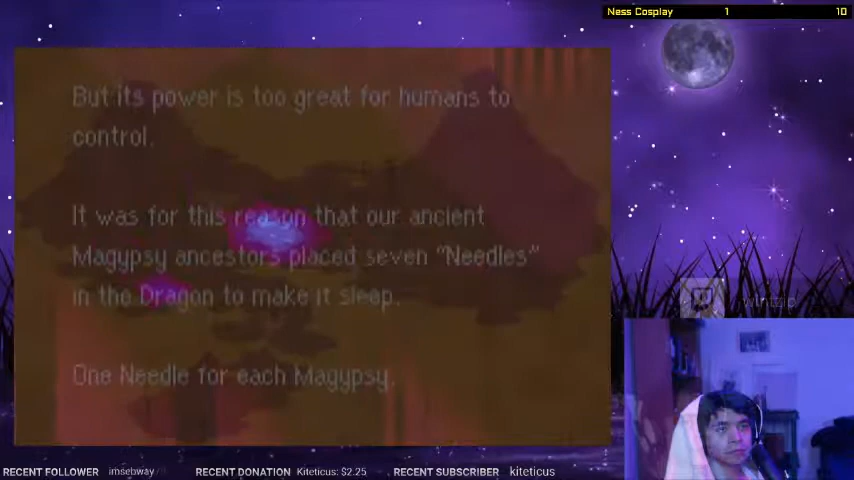 Ness Cosplay 1 10
But its power is too great for humans to
control.
It was for this reason that our ancient
Magypsy ancestors placed seven “Needles”
in the Dragon to make it sleep.
One Needle for each Magypsy.
wintzip
RECENT FOLLOWER imsebway RECENT DONATION Kiteticus: $2.25 RECENT SUBSCRIBER kiteticus